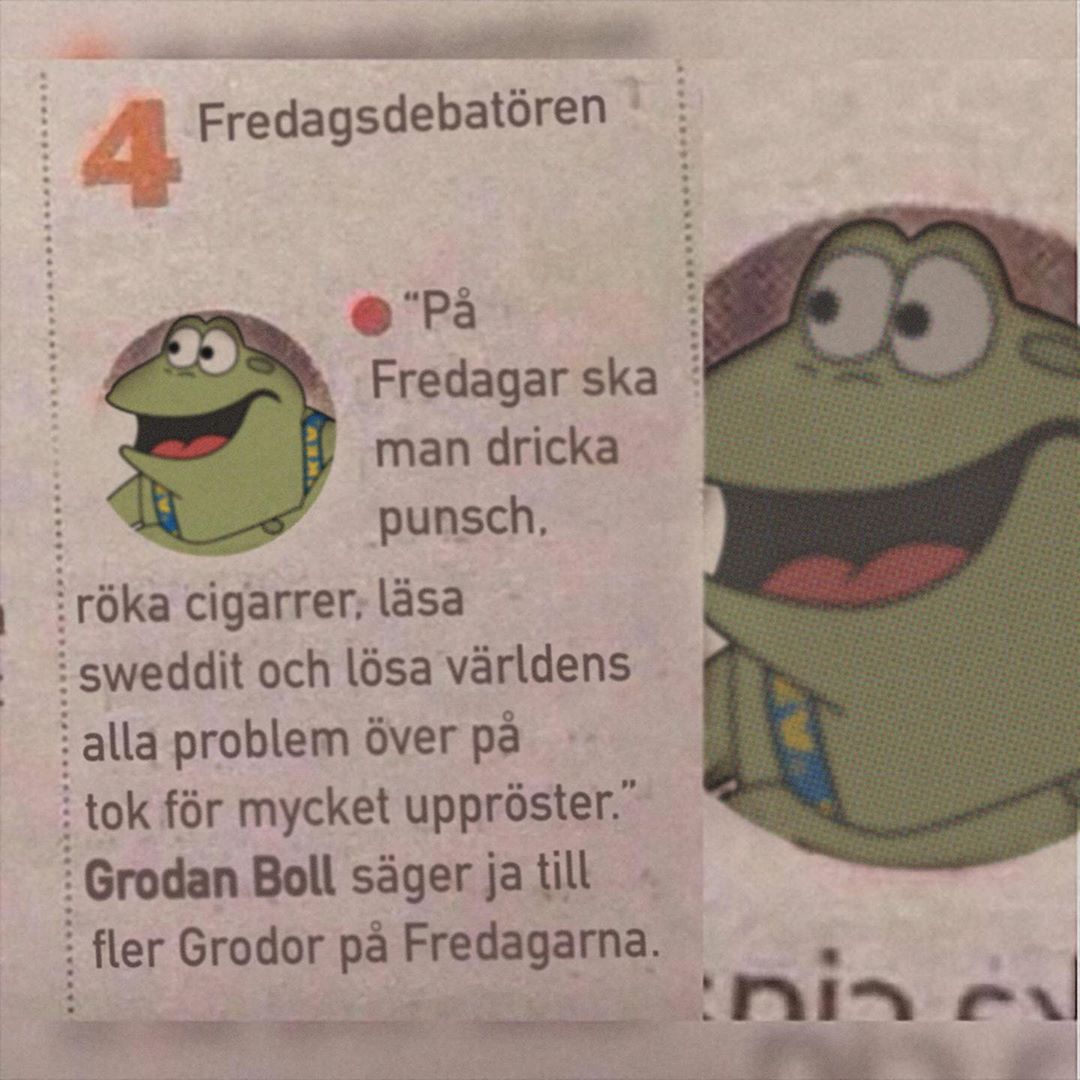 4 Fredagsdebatören
"På
Fredagar ska
man dricka
punsch,
röka cigarrer, läsa
sweddit och lösa världens
alla problem över på
tok för mycket uppröster."
Grodan Boll säger ja till
fler Grodor på Fredagarna.